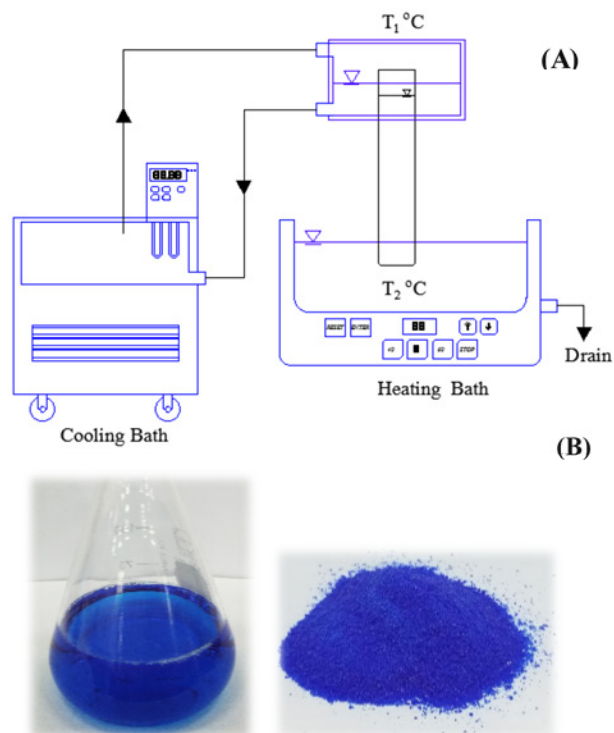 T₁ °C
(A)
T₂ °C
RESET ENTER
STOP
Drain
Heating Bath
Cooling Bath
(B)